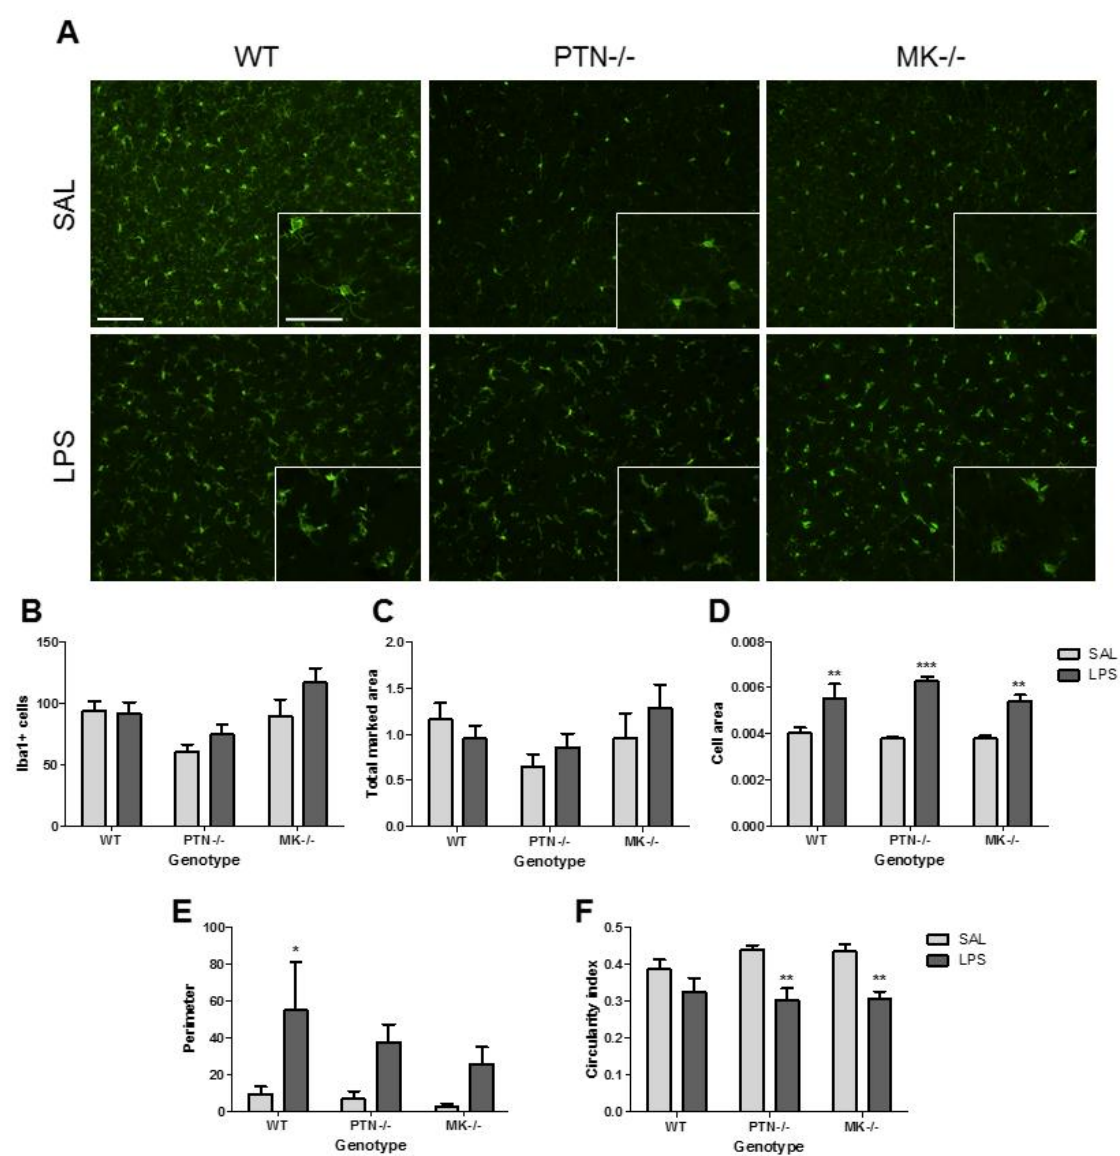 A
WT PTN-/- MK-/-
SAL
LPS
B
Iba1+ cells
150
100
50
0
WT PTN-/- MK-/-
Genotype
C
Total marked area
2.0
1.5
1.0
0.5
0.0
WT PTN-/- MK-/-
Genotype
D
Cell area
0.008
0.006
0.004
0.002
0.000
** *** **
WT PTN-/- MK-/-
Genotype
SAL
LPS
E
Perimeter
100
80
60
40
20
0
*
WT PTN-/- MK-/-
Genotype
F
Circularity index
0.5
0.4
0.3
0.2
0.1
0.0
** **
WT PTN-/- MK-/-
Genotype
SAL
LPS